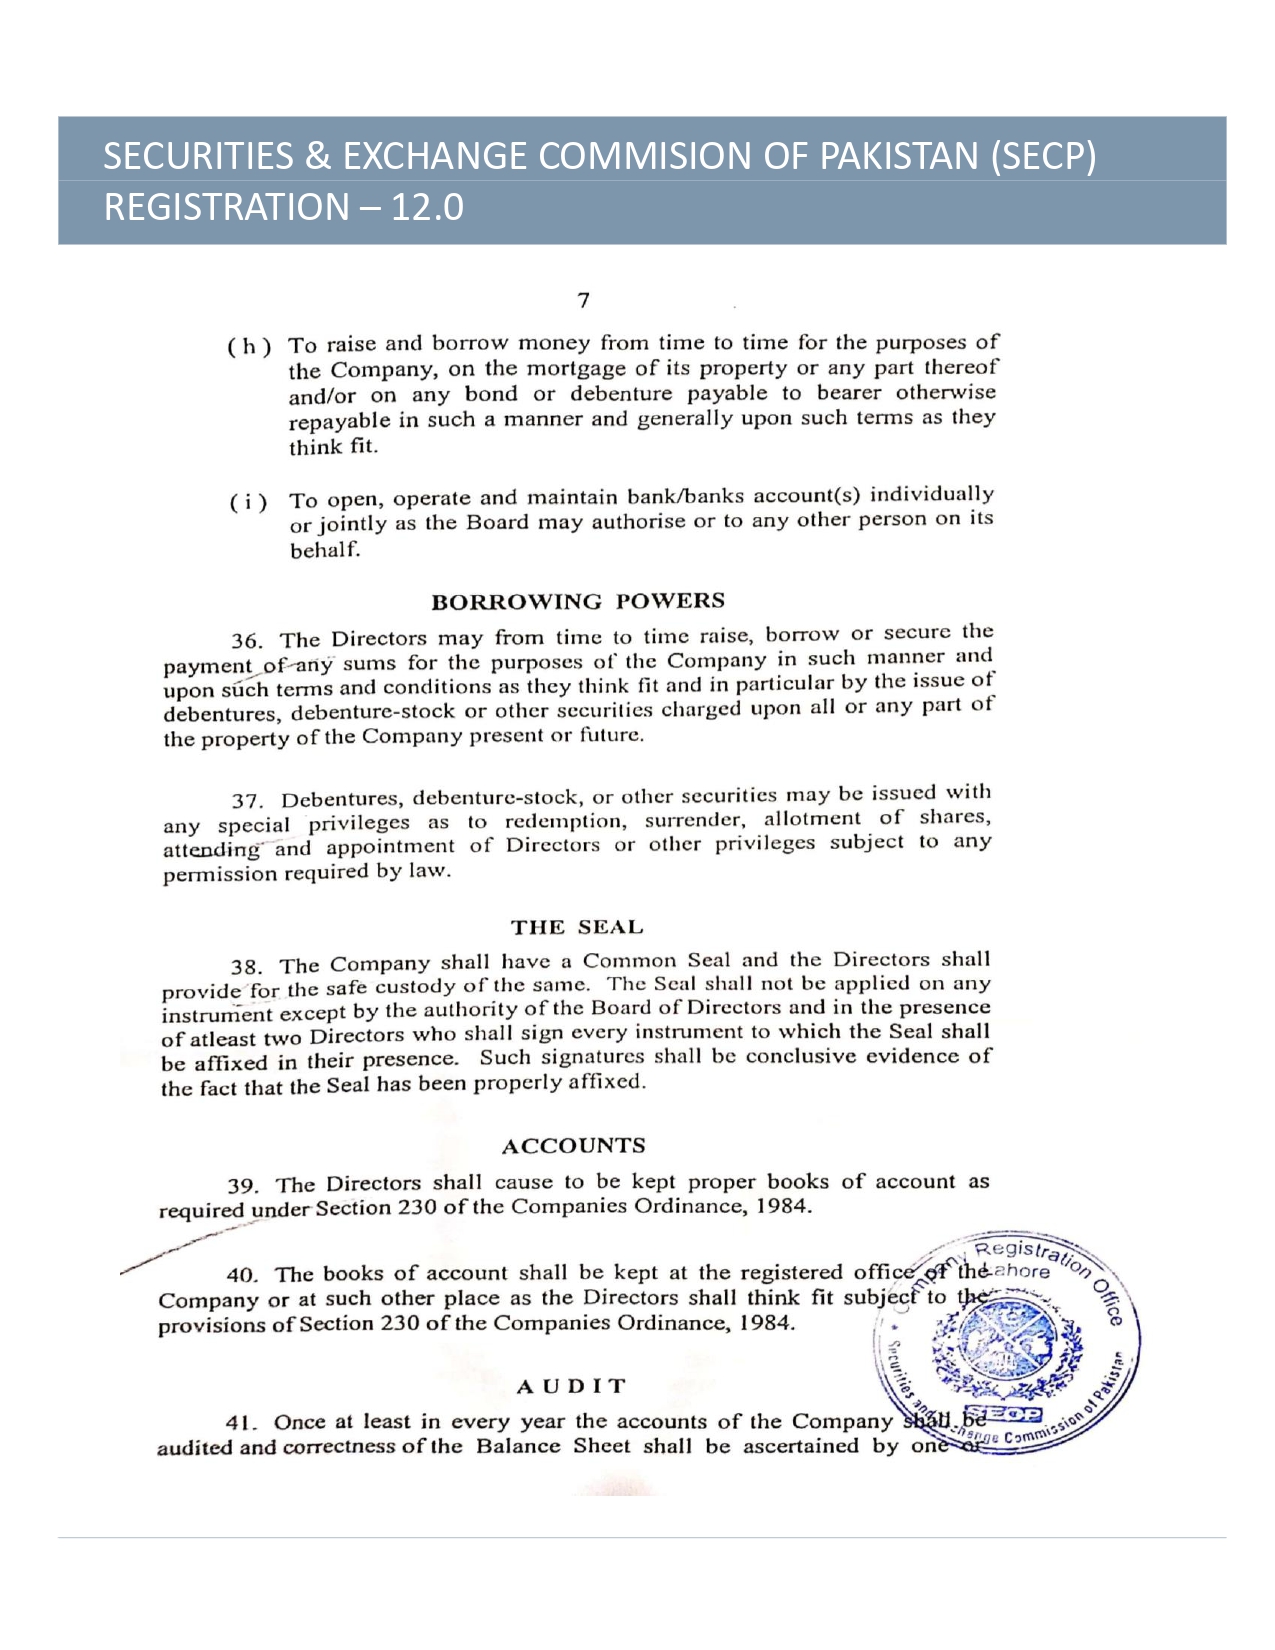 SECURITIES & EXCHANGE COMMISION OF PAKISTAN (SECP)
REGISTRATION – 12.0
7
( h ) To raise and borrow money from time to time for the purposes of
the Company, on the mortgage of its property or any part thereof
and/or on any bond or debenture payable to bearer otherwise
repayable in such a manner and generally upon such terms as they
think fit.
( i ) To open, operate and maintain bank/banks account(s) individually
or jointly as the Board may authorise or to any other person on its
behalf.
BORROWING POWERS
36. The Directors may from time to time raise, borrow or secure the
payment of any sums for the purposes of the Company in such manner and
upon such terms and conditions as they think fit and in particular by the issue of
debentures, debenture-stock or other securities charged upon all or any part of
the property of the Company present or future.
37. Debentures, debenture-stock, or other securities may be issued with
any special privileges as to redemption, surrender, allotment of shares,
attending and appointment of Directors or other privileges subject to any
permission required by law.
THE SEAL
38. The Company shall have a Common Seal and the Directors shall
provide for the safe custody of the same. The Seal shall not be applied on any
instrument except by the authority of the Board of Directors and in the presence
of atleast two Directors who shall sign every instrument to which the Seal shall
be affixed in their presence. Such signatures shall be conclusive evidence of
the fact that the Seal has been properly affixed.
ACCOUNTS
39. The Directors shall cause to be kept proper books of account as
required under Section 230 of the Companies Ordinance, 1984.
40. The books of account shall be kept at the registered office of the
Company or at such other place as the Directors shall think fit subject to the
provisions of Section 230 of the Companies Ordinance, 1984.
AUDIT
41. Once at least in every year the accounts of the Company shall be
audited and correctness of the Balance Sheet shall be ascertained by one or
Company Registration Office
Lahore
SECP
Securities and Exchange Commission of Pakistan